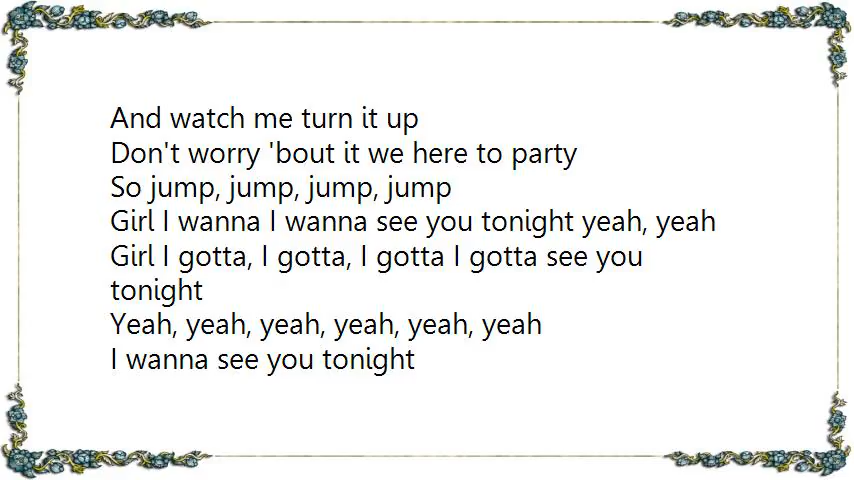 And watch me turn it up
Don't worry 'bout it we here to party
So jump, jump, jump, jump
Girl I wanna I wanna see you tonight yeah, yeah
Girl I gotta, I gotta, I gotta I gotta see you
tonight
Yeah, yeah, yeah, yeah, yeah, yeah
I wanna see you tonight